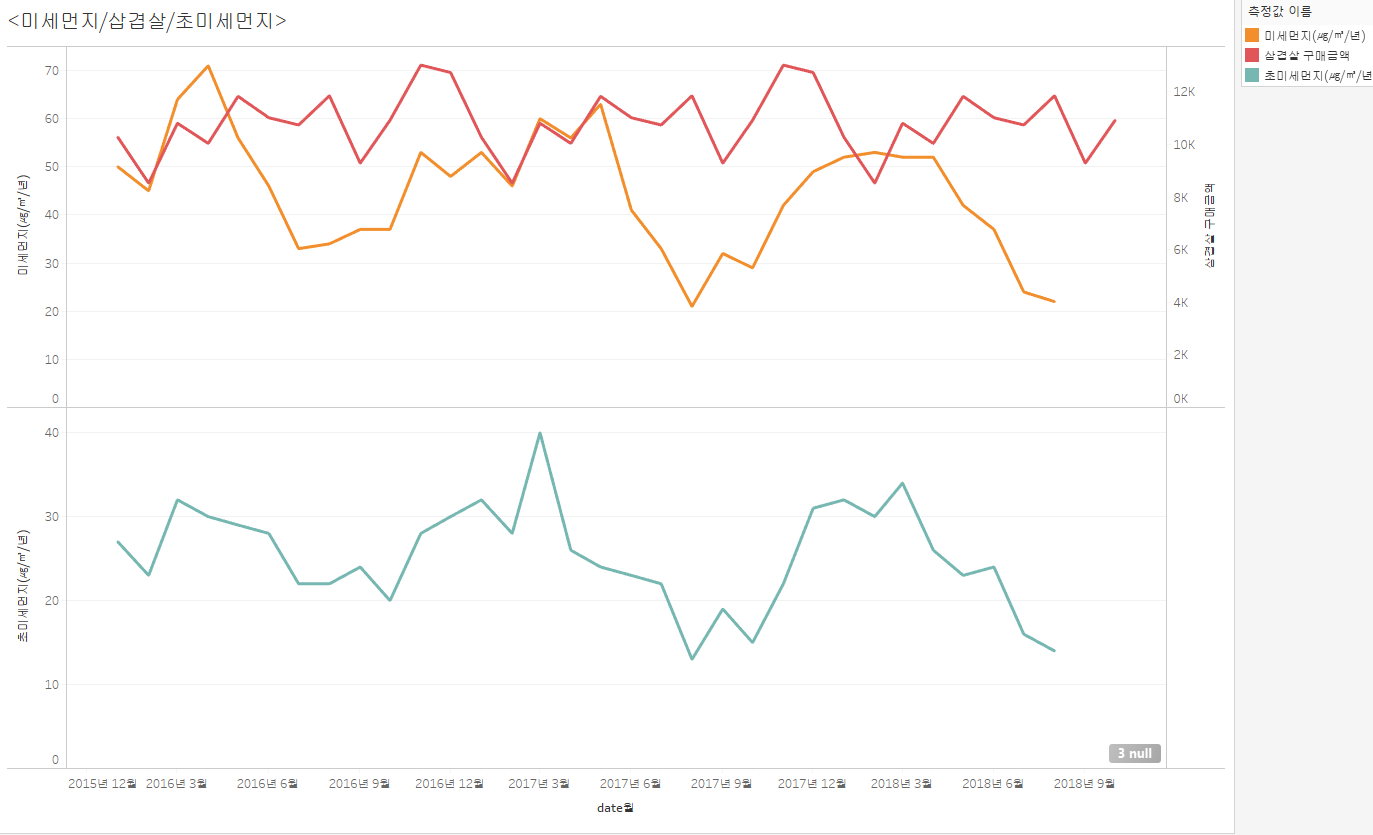 <미세먼지/삽겹살/초미세먼지>
측정값 이름
미세먼지(㎍/㎥/년)
삼겹살 구매금액
초미세먼지(㎍/㎥/년
미세먼지(㎍/㎥/년)
70
60
50
40
30
20
10
0
12K
10K
8K
6K
4K
2K
0K
삼겹살 구매금액
초미세먼지(㎍/㎥/년)
40
30
20
10
0
3 null
2015년 12월 2016년 3월 2016년 6월 2016년 9월 2016년 12월 2017년 3월 2017년 6월 2017년 9월 2017년 12월 2018년 3월 2018년 6월 2018년 9월
date월